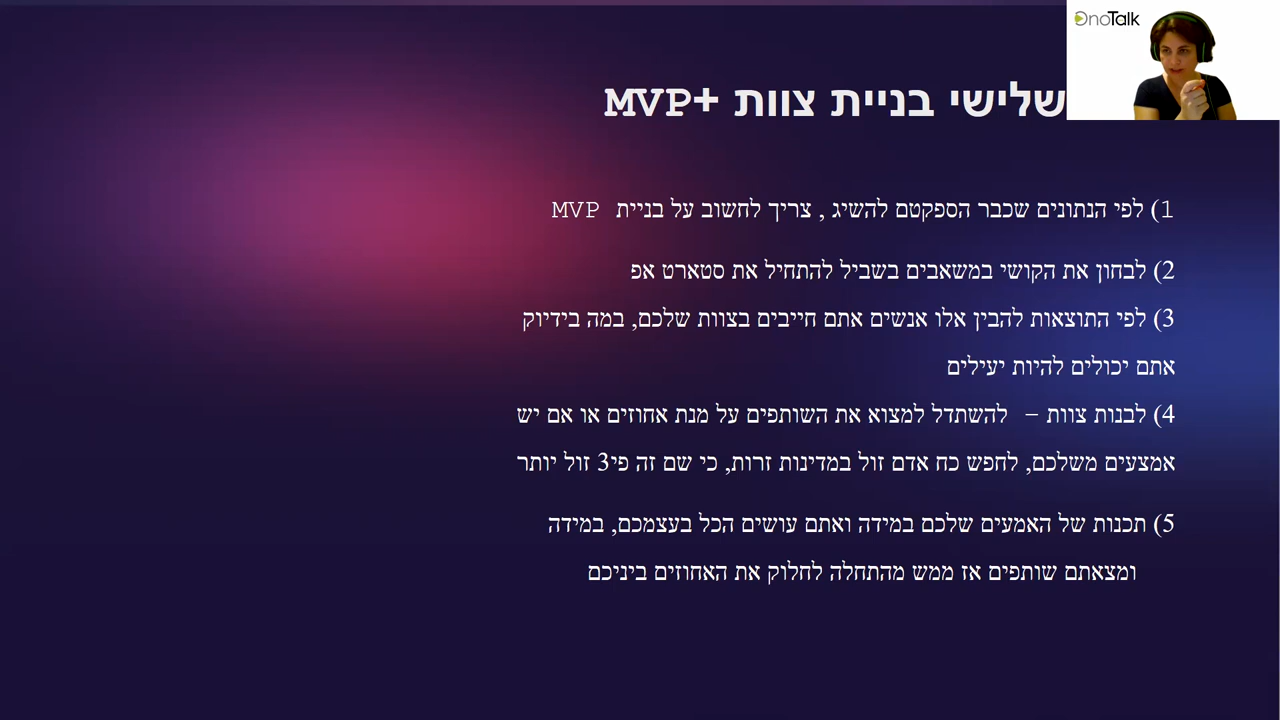 OnoTalk
שלישי בניית צוות +MVP
1) לפי הנתונים שכבר הספקטם להשיג , צריך לחשוב על בניית MVP
2) לבחון את הקושי במשאבים בשביל להתחיל את סטארט אפ
3) לפי התוצאות להבין אלו אנשים אתם חייבים בצוות שלכם, במה בידיוק
אתם יכולים להיות יעילים
4) לבנות צוות – להשתדל למצוא את השותפים על מנת אחוזים או אם יש
אמצעים משלכם, לחפש כח אדם זול במדינות זרות, כי שם זה פי3 זול יותר
5) תכנות של האמעים שלכם במידה ואתם עושים הכל בעצמכם, במידה
ומצאתם שותפים אז ממש מהתחלה לחלוק את האחוזים ביניכם